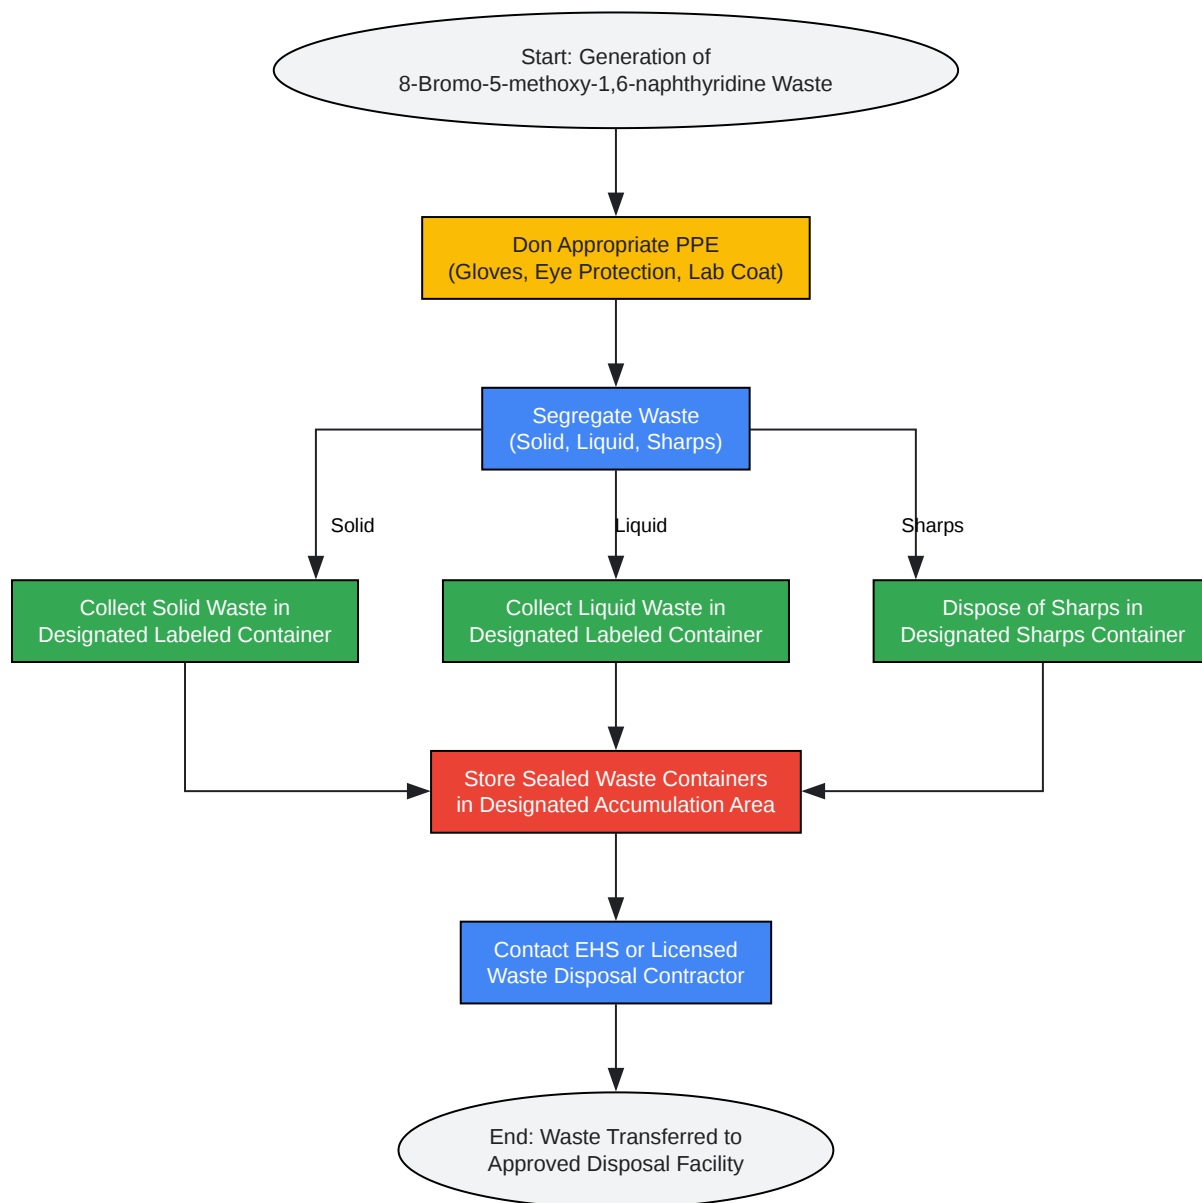 Start: Generation of
8-Bromo-5-methoxy-1,6-naphthyridine Waste
Don Appropriate PPE
(Gloves, Eye Protection, Lab Coat)
Segregate Waste
(Solid, Liquid, Sharps)
Solid
Liquid
Sharps
Collect Solid Waste in
Designated Labeled Container
Collect Liquid Waste in
Designated Labeled Container
Dispose of Sharps in
Designated Sharps Container
Store Sealed Waste Containers
in Designated Accumulation Area
Contact EHS or Licensed
Waste Disposal Contractor
End: Waste Transferred to
Approved Disposal Facility